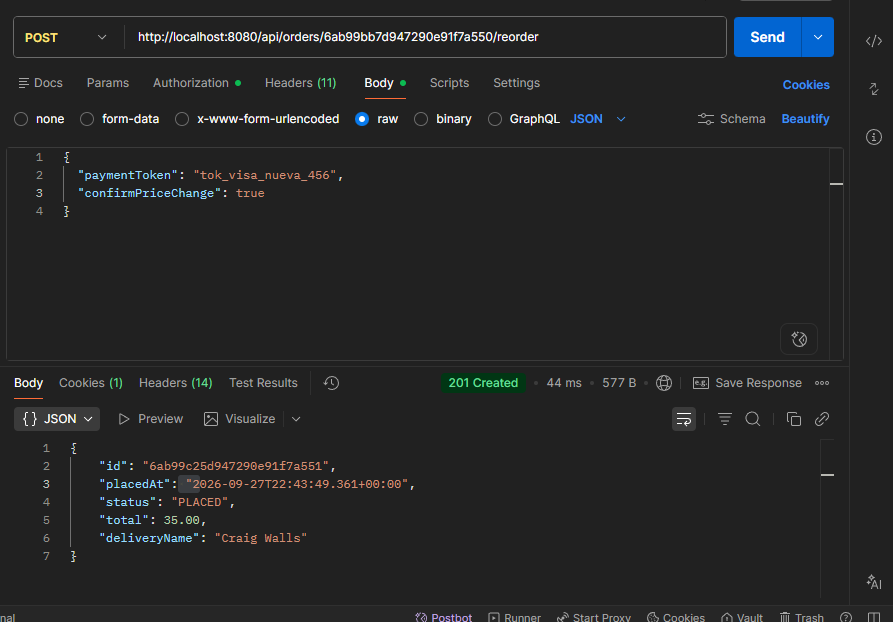 POST http://localhost:8080/api/orders/6ab99bb7d947290e91f7a550/reorder Send
Docs Params Authorization Headers (11) Body Scripts Settings Cookies
none form-data x-www-form-urlencoded raw binary GraphQL JSON Schema Beautify
1 {
2 "paymentToken": "tok_visa_nueva_456",
3 "confirmPriceChange": true
4 }
Body Cookies (1) Headers (14) Test Results 201 Created 44 ms 577 B e.g. Save Response
{} JSON Preview Visualize
1 {
2 "id": "6ab99c25d947290e91f7a551",
3 "placedAt": "2026-09-27T22:43:49.361+00:00",
4 "status": "PLACED",
5 "total": 35.00,
6 "deliveryName": "Craig Walls"
7 }
AI
nal Postbot Runner Start Proxy Cookies Vault Trash